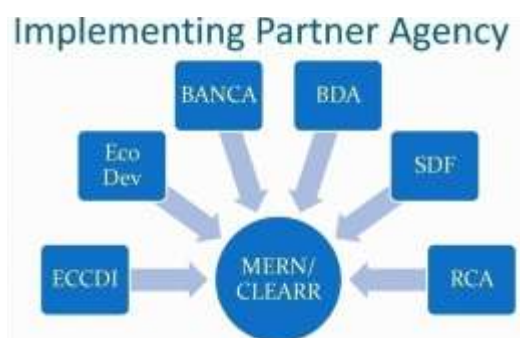 Implementing Partner Agency
BANCA
BDA
Eco
Dev
SDF
ECCDI
MERN/
CLEARR
RCA